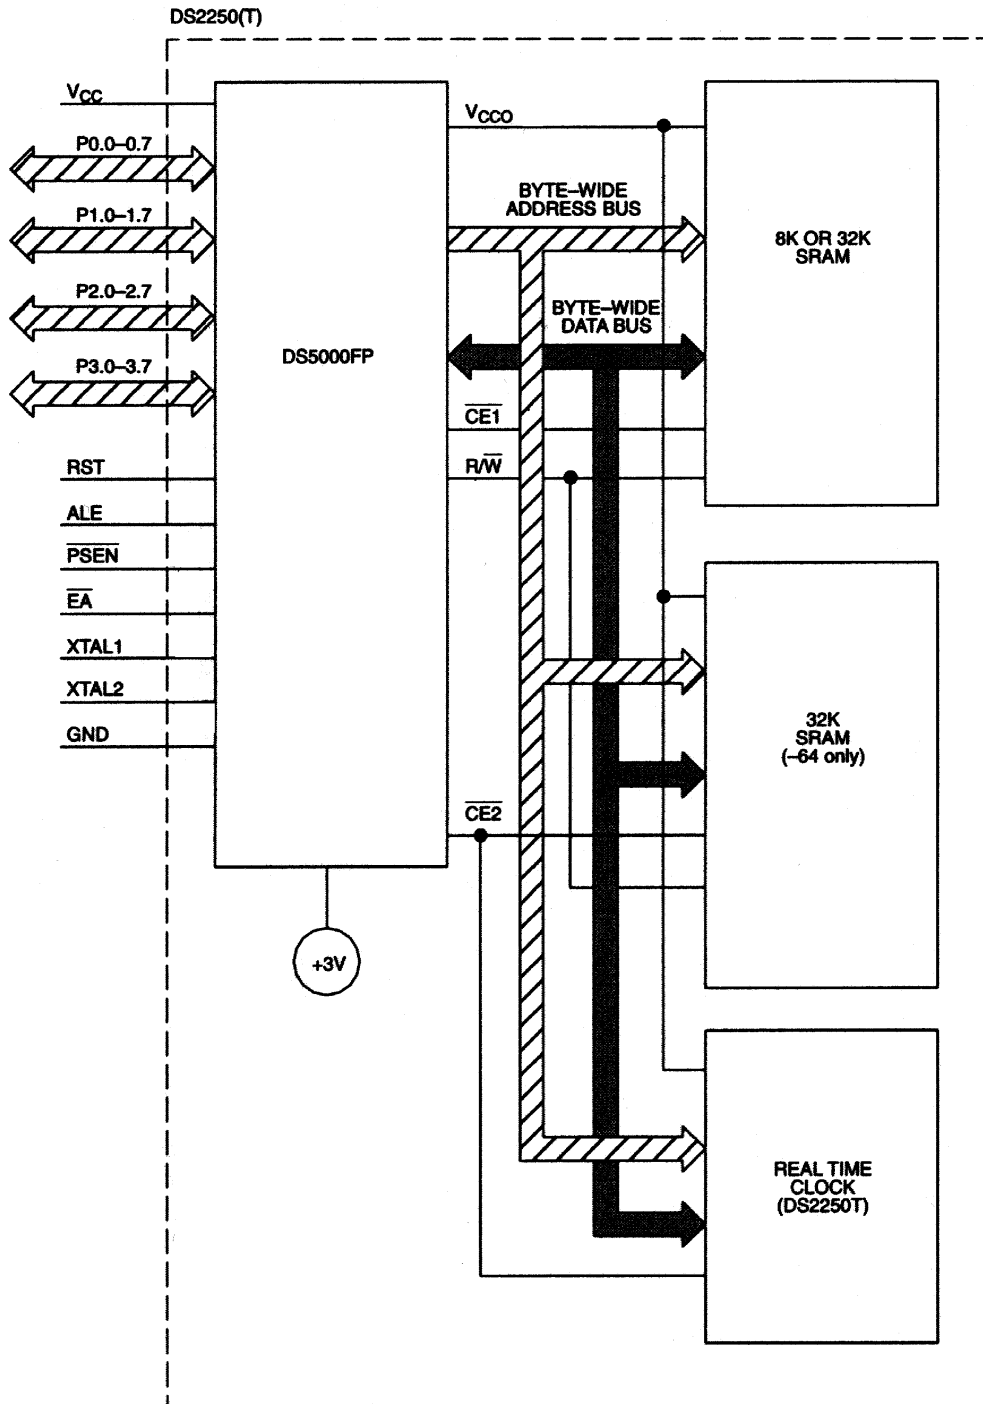 DS2250(T)
VCC
P0.0–0.7
P1.0–1.7
P2.0–2.7
P3.0–3.7
RST
ALE
PSEN
EA
XTAL1
XTAL2
GND
DS5000FP
+3V
VCCO
BYTE–WIDE
ADDRESS BUS
BYTE–WIDE
DATA BUS
CE1
R/W
CE2
8K OR 32K
SRAM
32K
SRAM
(–64 only)
REAL TIME
CLOCK
(DS2250T)